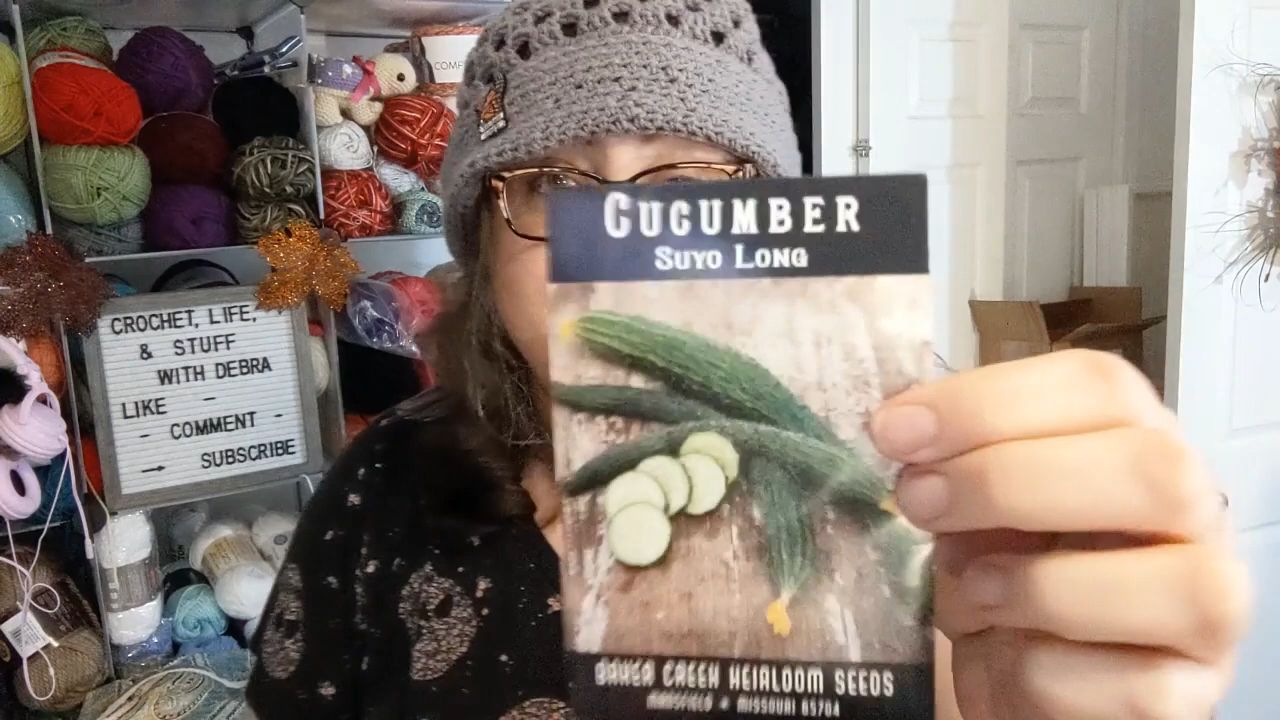 CROCHET, LIFE,
& STUFF
WITH DEBRA
LIKE -
- COMMENT -
→ SUBSCRIBE
CUCUMBER
SUYO LONG
BAKER CREEK HEIRLOOM SEEDS
MANSFIELD * MISSOURI 65704